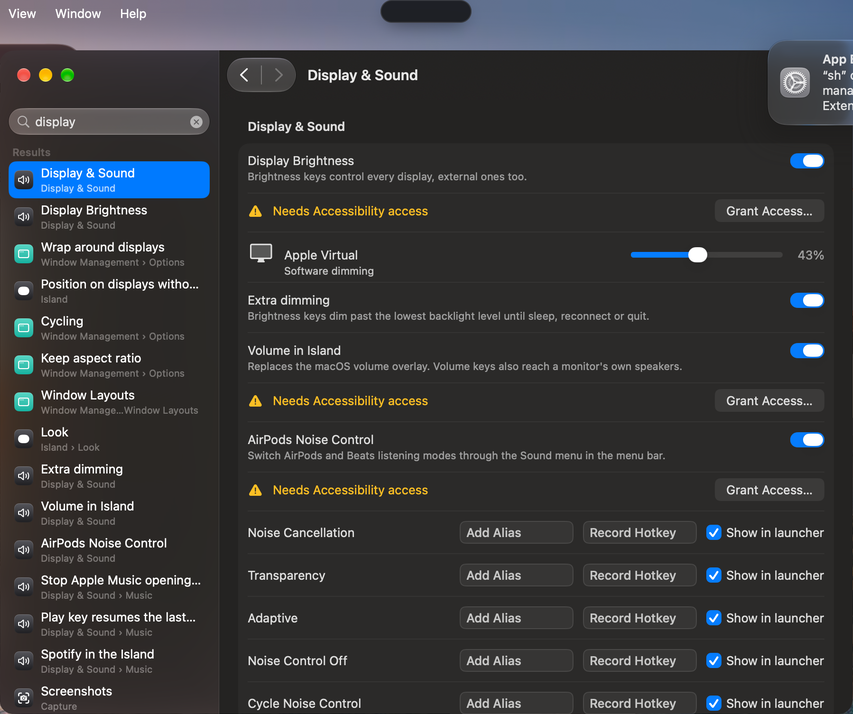 View Window Help
App
"sh"
mana
Exten
display
Results
Display & Sound
Display & Sound
Display Brightness
Display & Sound
Wrap around displays
Window Management › Options
Position on displays witho...
Island
Cycling
Window Management › Options
Keep aspect ratio
Window Management › Options
Window Layouts
Window Manage...Window Layouts
Look
Island › Look
Extra dimming
Display & Sound
Volume in Island
Display & Sound
AirPods Noise Control
Display & Sound
Stop Apple Music opening...
Display & Sound › Music
Play key resumes the last...
Display & Sound › Music
Spotify in the Island
Display & Sound › Music
Screenshots
Capture
Display & Sound
Display & Sound
Display Brightness
Brightness keys control every display, external ones too.
Needs Accessibility access Grant Access...
Apple Virtual 43%
Software dimming
Extra dimming
Brightness keys dim past the lowest backlight level until sleep, reconnect or quit.
Volume in Island
Replaces the macOS volume overlay. Volume keys also reach a monitor's own speakers.
Needs Accessibility access Grant Access...
AirPods Noise Control
Switch AirPods and Beats listening modes through the Sound menu in the menu bar.
Needs Accessibility access Grant Access...
Noise Cancellation Add Alias Record Hotkey Show in launcher
Transparency Add Alias Record Hotkey Show in launcher
Adaptive Add Alias Record Hotkey Show in launcher
Noise Control Off Add Alias Record Hotkey Show in launcher
Cycle Noise Control Add Alias Record Hotkey Show in launcher